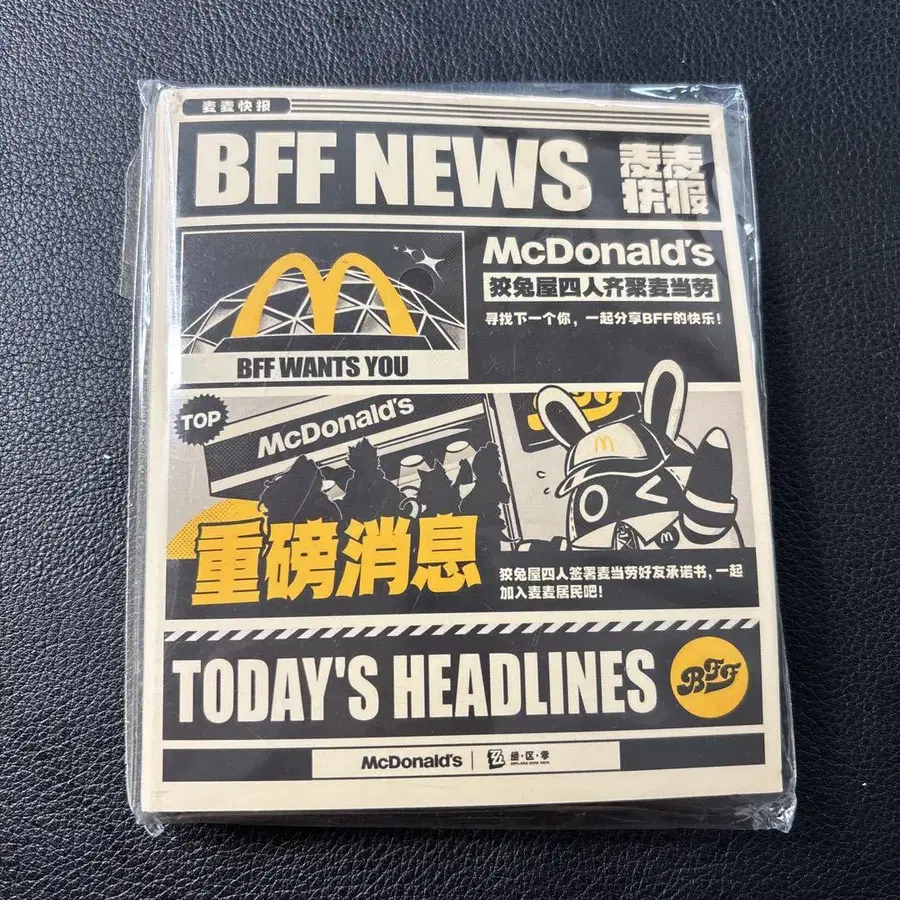 麦麦快报
BFF NEWS
麦麦
快报
McDonald's
狡兔屋四人齐聚麦当劳
寻找下一个你，一起分享BFF的快乐！
BFF WANTS YOU
TOP
McDonald's
BFF
重磅消息
狡兔屋四人签署麦当劳好友承诺书，一起
加入麦麦居民吧！
TODAY'S HEADLINES
BFF
McDonald's
绝·区·零